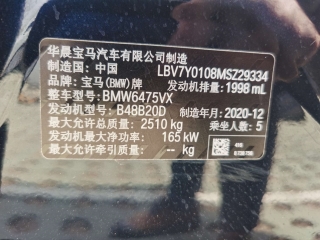 华晨宝马汽车有限公司制造
制造国：中国 LBV7Y0108MSZ29334
品牌：宝马(BMW)牌 发动机排量：1998 mL
整车型号：BMW6475VX
发动机型号：B48B20D 制造年月：2020-12
最大允许总质量：2510 kg 乘坐人数：5
发动机最大净功率：165 kW
最大允许牵引质量：-- kg